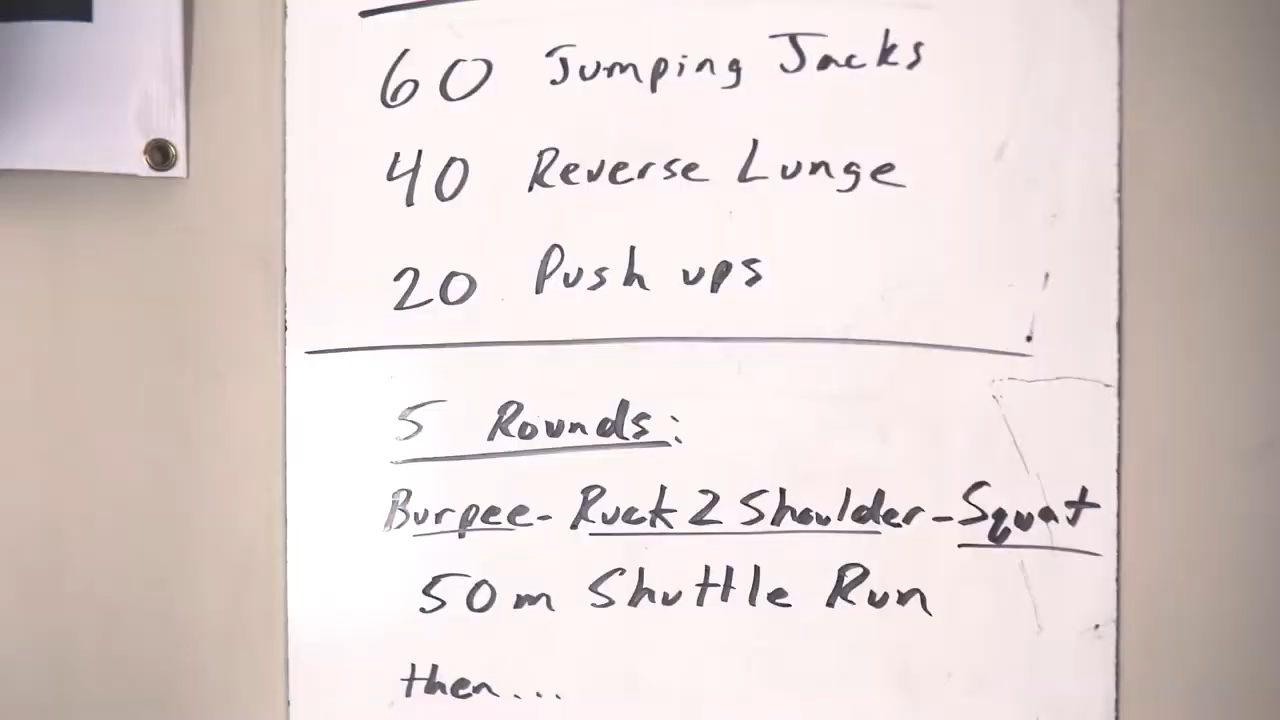 60 Jumping Jacks
40 Reverse Lunge
20 Push ups
5 Rounds:
Burpee - Ruck 2 Shoulder - Squat
50m Shuttle Run
then...